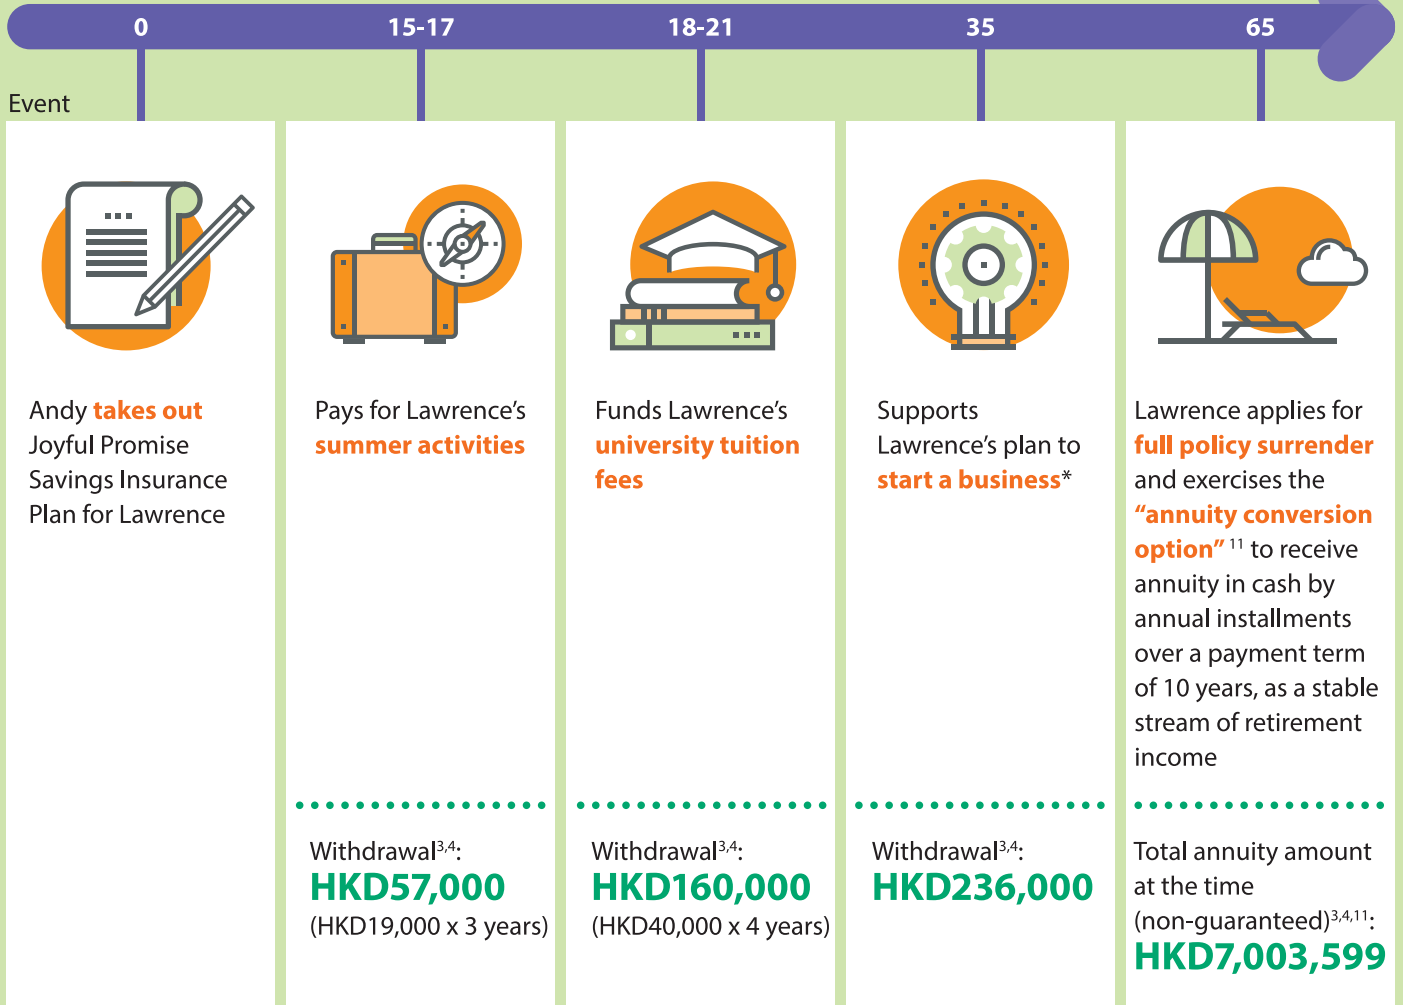 0
15-17
18-21
35
65
Event
Andy takes out
Joyful Promise
Savings Insurance
Plan for Lawrence
Pays for Lawrence’s
summer activities
Withdrawal3,4:
HKD57,000
(HKD19,000 x 3 years)
Funds Lawrence’s
university tuition
fees
Withdrawal3,4:
HKD160,000
(HKD40,000 x 4 years)
Supports
Lawrence’s plan to
start a business*
Withdrawal3,4:
HKD236,000
Lawrence applies for
full policy surrender
and exercises the
“annuity conversion
option” 11 to receive
annuity in cash by
annual installments
over a payment term
of 10 years, as a stable
stream of retirement
income
Total annuity amount
at the time
(non-guaranteed)3,4,11:
HKD7,003,599